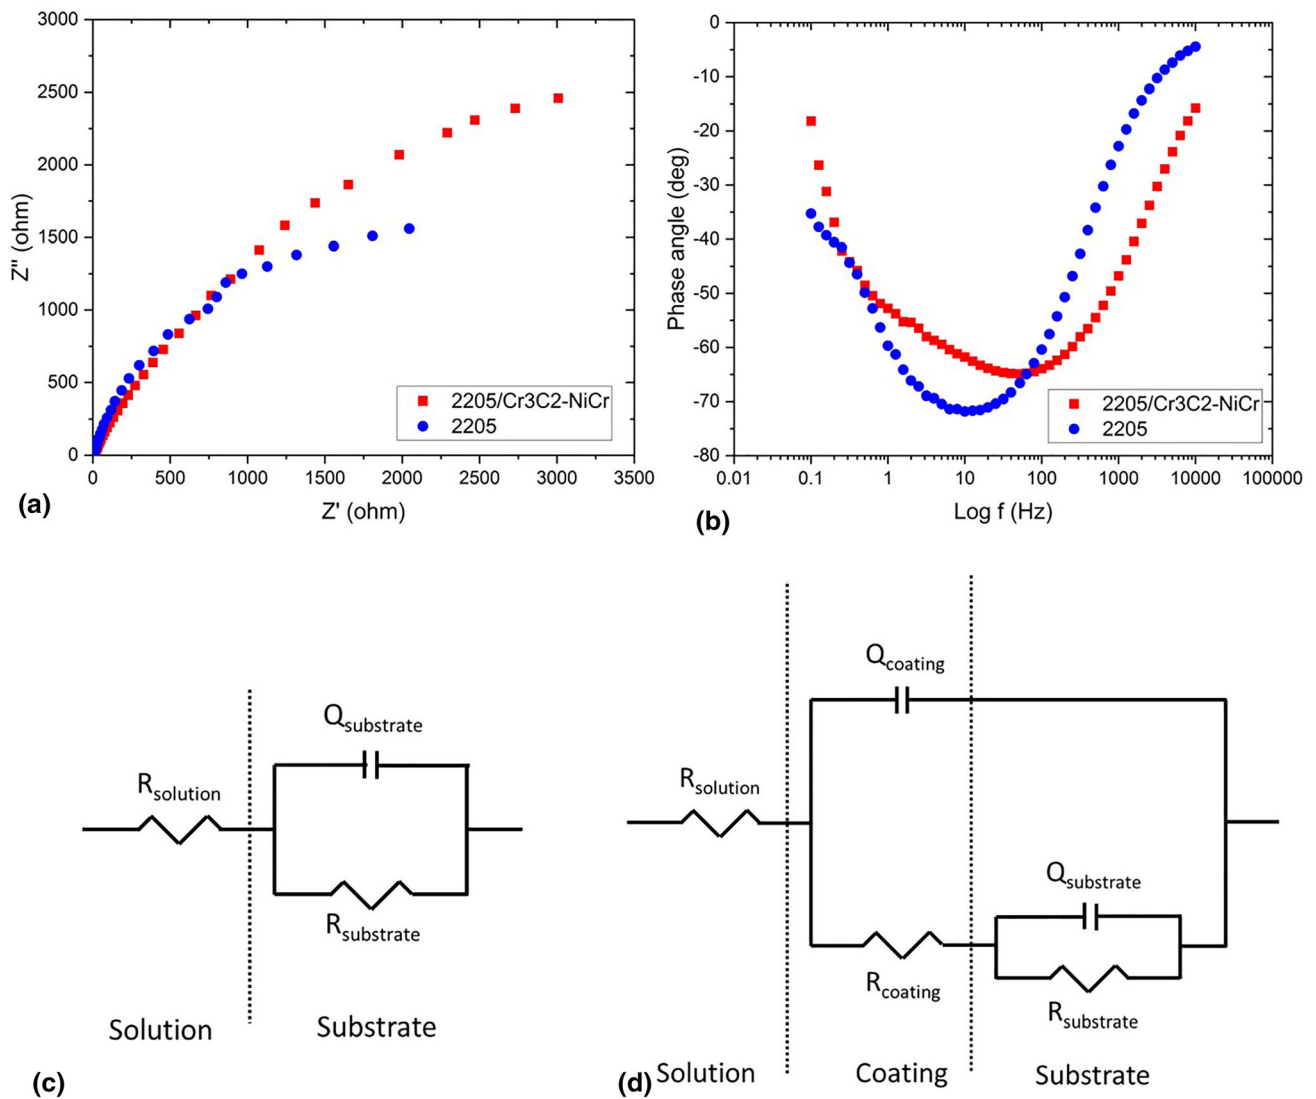 3000
2500
2000
1500
1000
500
0
Z'' (ohm)
2205/Cr3C2-NiCr
2205
0 500 1000 1500 2000 2500 3000 3500
Z' (ohm)
(a)
0
-10
-20
-30
-40
-50
-60
-70
-80
Phase angle (deg)
2205/Cr3C2-NiCr
2205
0.01 0.1 1 10 100 1000 10000 100000
Log f (Hz)
(b)
Qsubstrate
Rsolution
Rsubstrate
Solution Substrate
(c)
Qcoating
Rsolution
Qsubstrate
Rcoating
Rsubstrate
Solution Coating Substrate
(d)